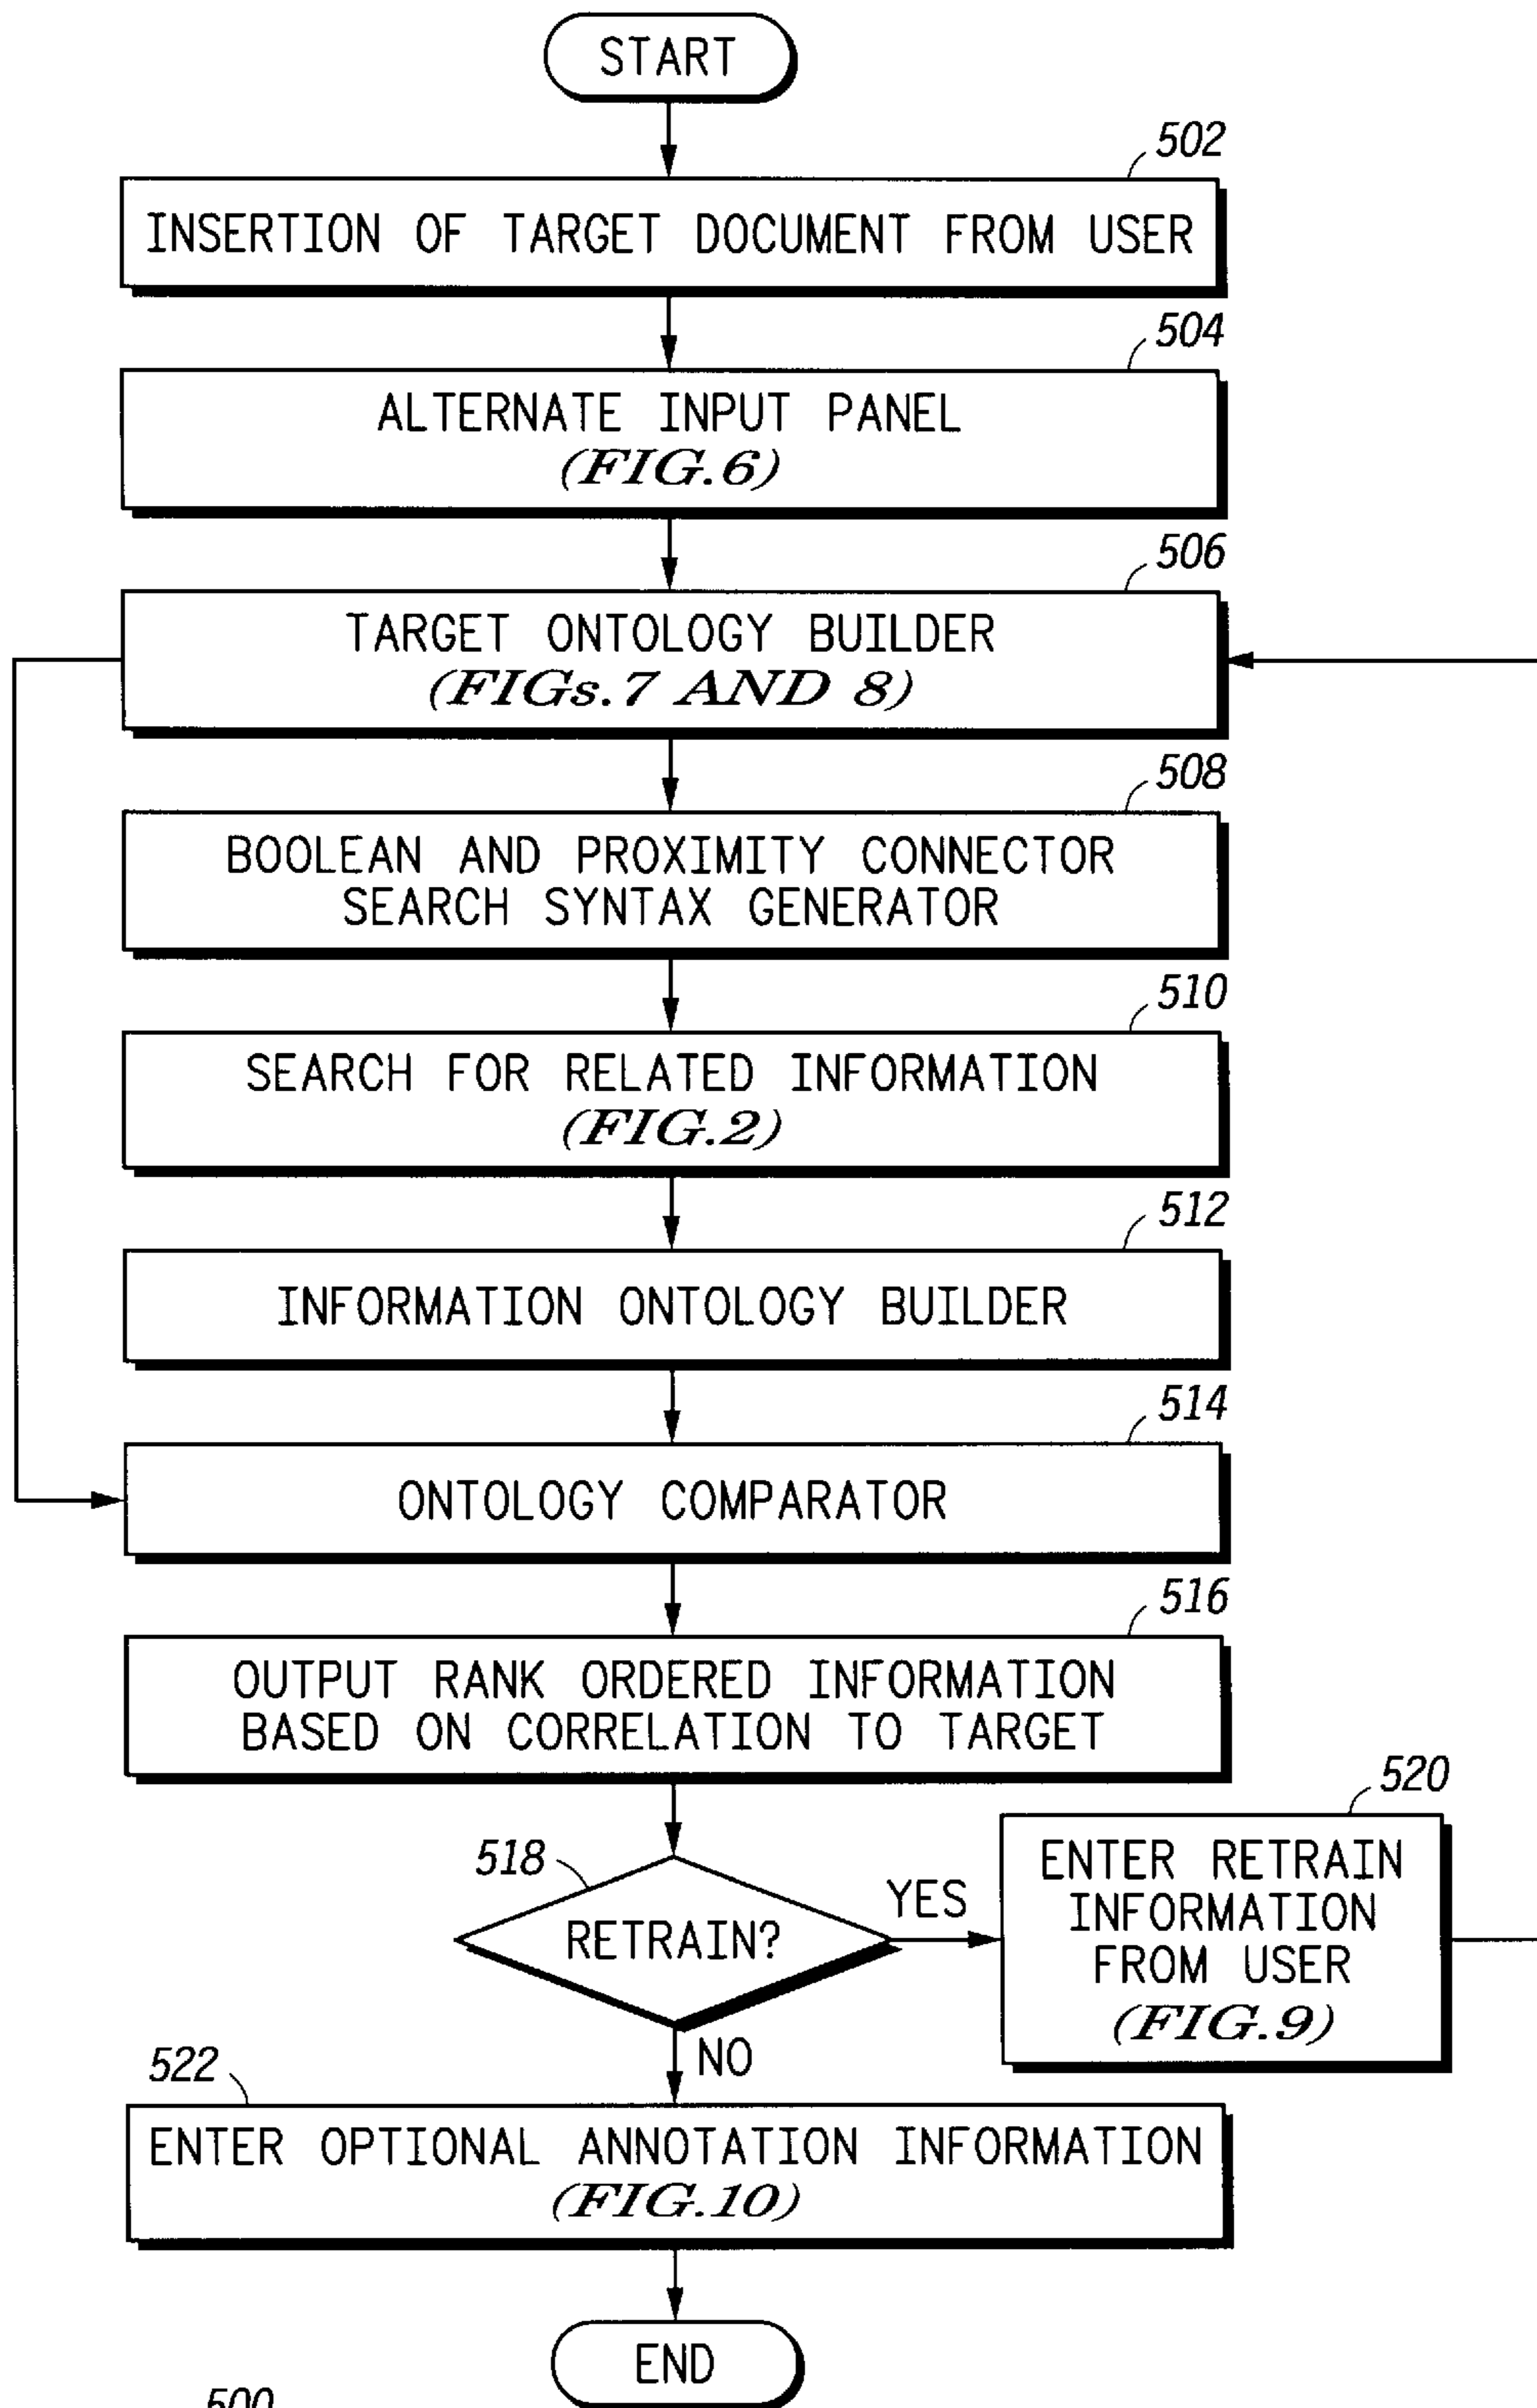 START
502
INSERTION OF TARGET DOCUMENT FROM USER
504
ALTERNATE INPUT PANEL
(FIG.6)
506
TARGET ONTOLOGY BUILDER
(FIGs.7 AND 8)
508
BOOLEAN AND PROXIMITY CONNECTOR
SEARCH SYNTAX GENERATOR
510
SEARCH FOR RELATED INFORMATION
(FIG.2)
512
INFORMATION ONTOLOGY BUILDER
514
ONTOLOGY COMPARATOR
516
OUTPUT RANK ORDERED INFORMATION
BASED ON CORRELATION TO TARGET
518
RETRAIN?
YES
520
ENTER RETRAIN
INFORMATION
FROM USER
(FIG.9)
NO
522
ENTER OPTIONAL ANNOTATION INFORMATION
(FIG.10)
END
500